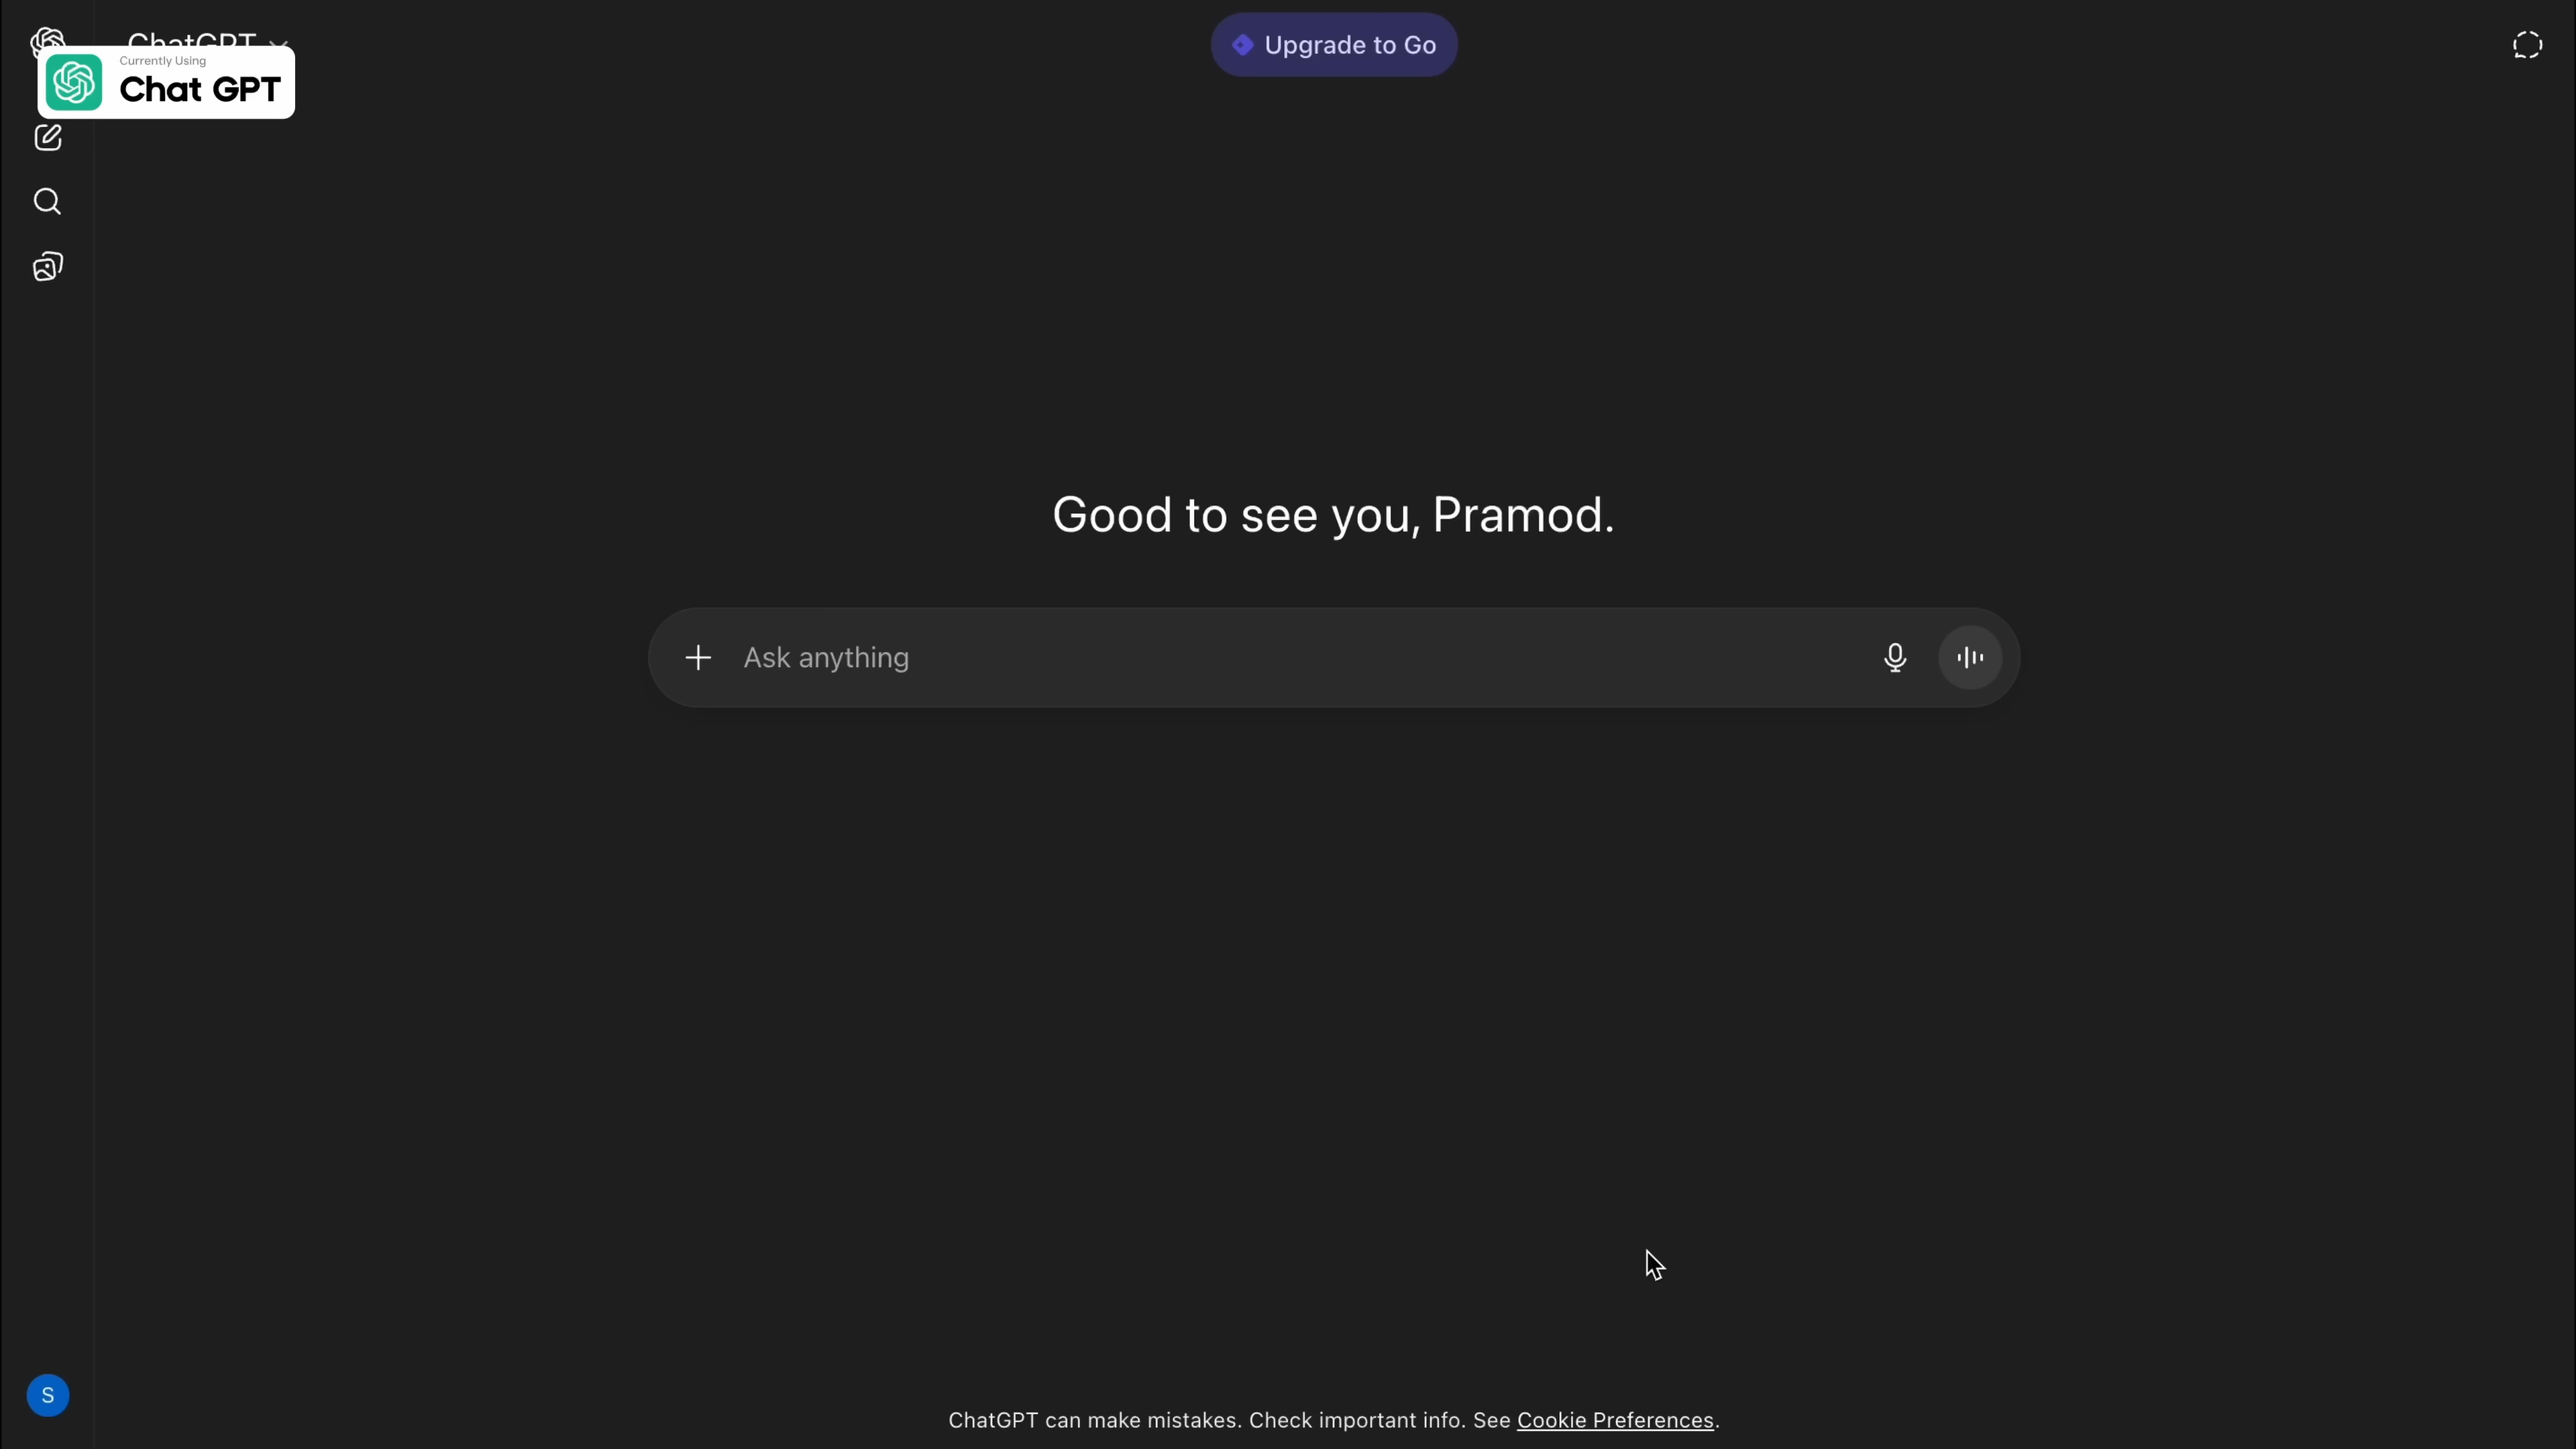 ChatGPT
Upgrade to Go
Currently Using
Chat GPT
Good to see you, Pramod.
Ask anything
S
ChatGPT can make mistakes. Check important info. See Cookie Preferences.